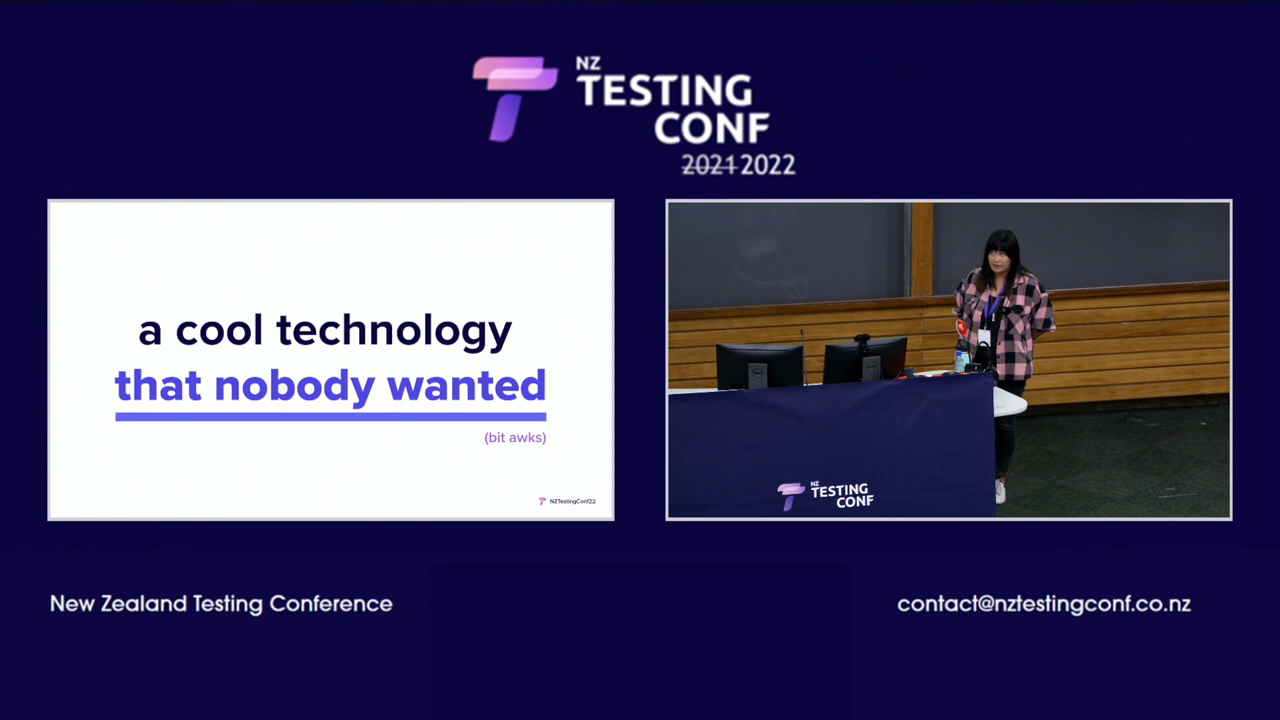 NZ
TESTING
CONF
2021 2022
a cool technology
that nobody wanted
(bit awks)
NZTestingConf22
NZ
TESTING
CONF
New Zealand Testing Conference
contact@nztestingconf.co.nz